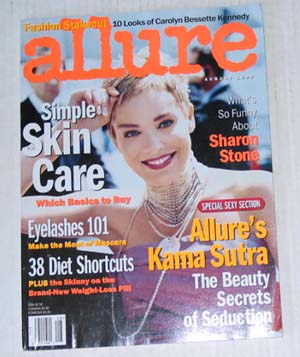 Fashion Stakeout 10 Looks of Carolyn Bessette Kennedy
allure
AUGUST
Simple
Skin
Care
Which Basics to Buy
What's
So Funny
About
Sharon
Stone
Eyelashes 101
Make the Most of Mascara
38 Diet Shortcuts
PLUS the Skinny on the
Brand-New Weight-Loss Pill
SPECIAL SEXY SECTION
Allure's
Kama Sutra
The Beauty
Secrets of
Seduction